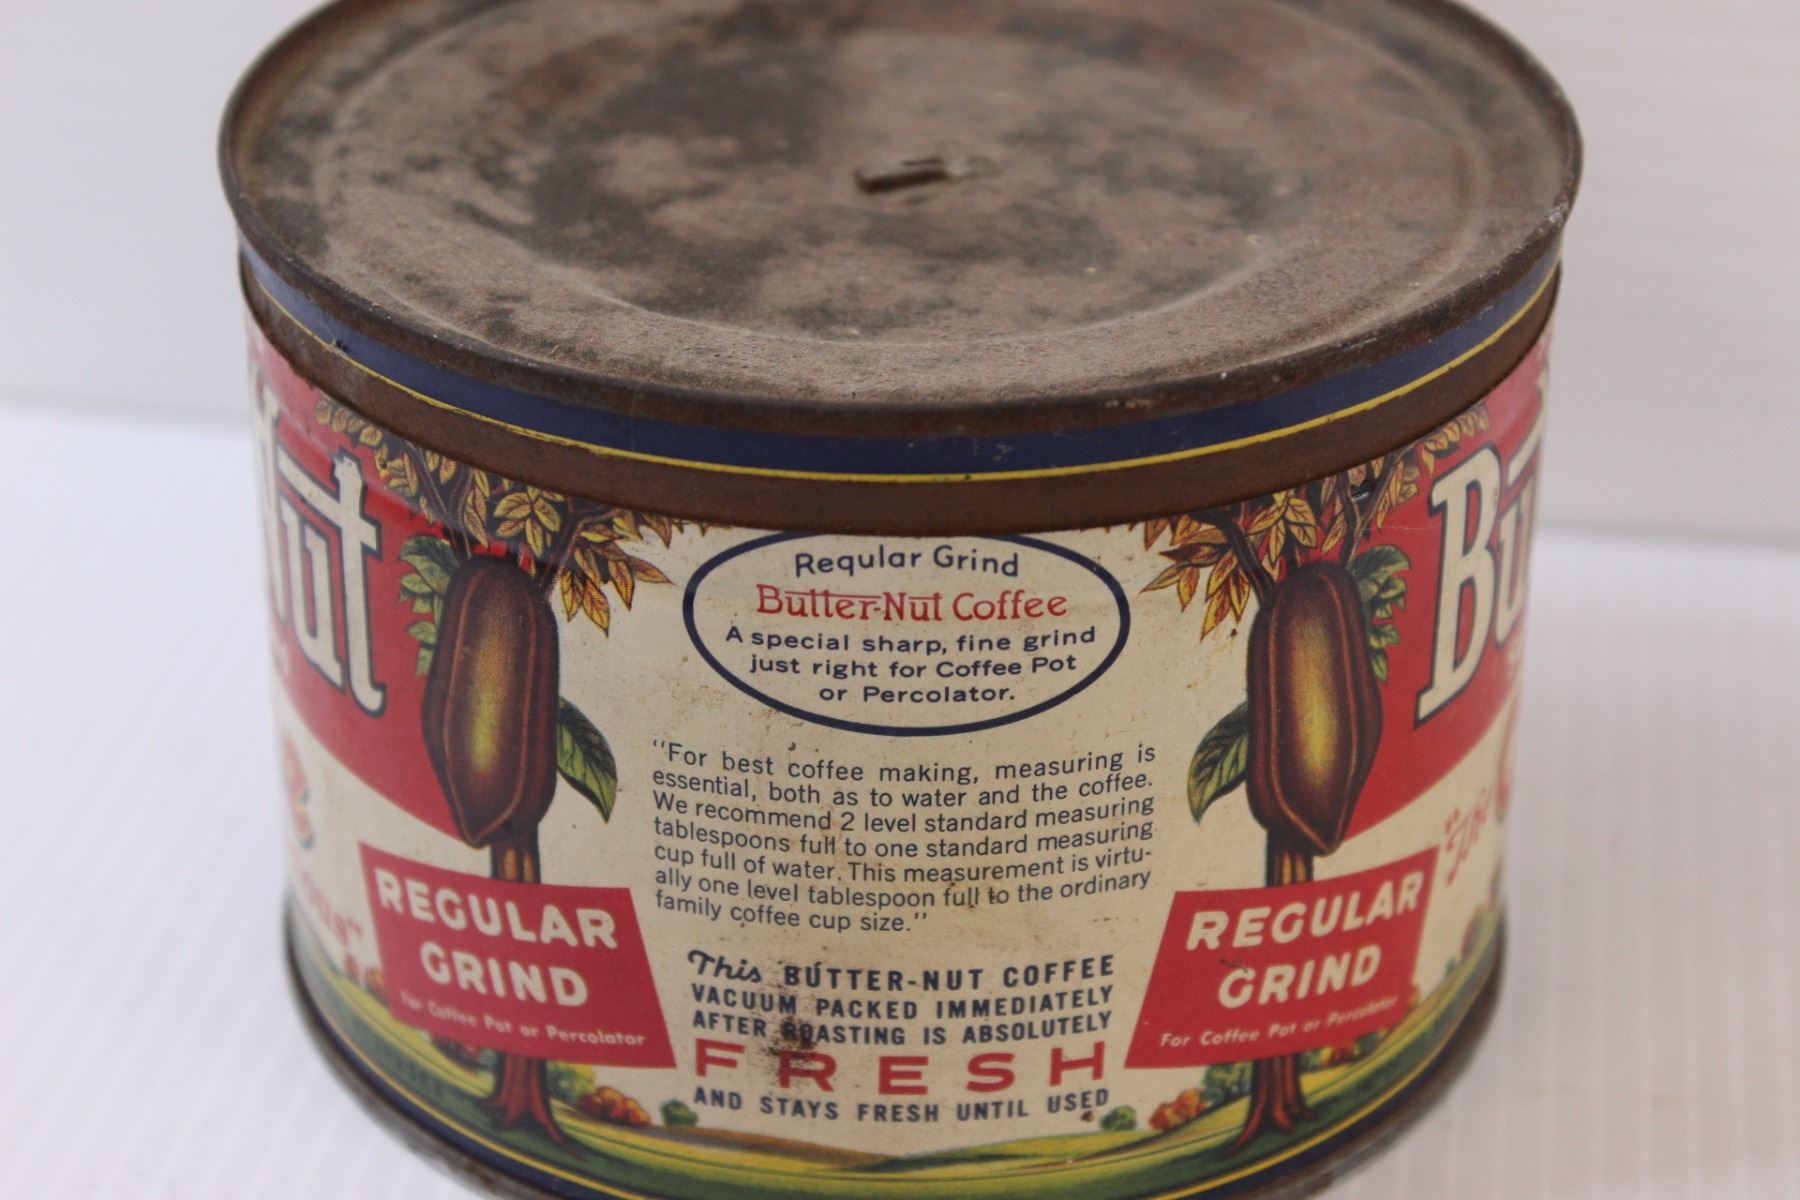 Nut
Regular Grind
Butter-Nut Coffee
A special sharp, fine grind
just right for Coffee Pot
or Percolator.
"For best coffee making, measuring is
essential, both as to water and the coffee.
We recommend 2 level standard measuring
tablespoons full to one standard measuring
cup full of water. This measurement is virtu-
ally one level tablespoon full to the ordinary
family coffee cup size."
This BUTTER-NUT COFFEE
VACUUM PACKED IMMEDIATELY
AFTER ROASTING IS ABSOLUTELY
FRESH
AND STAYS FRESH UNTIL USED
REGULAR
GRIND
For Coffee Pot or Percolator
REGULAR
GRIND
For Coffee Pot or Percolator
Bu
"The